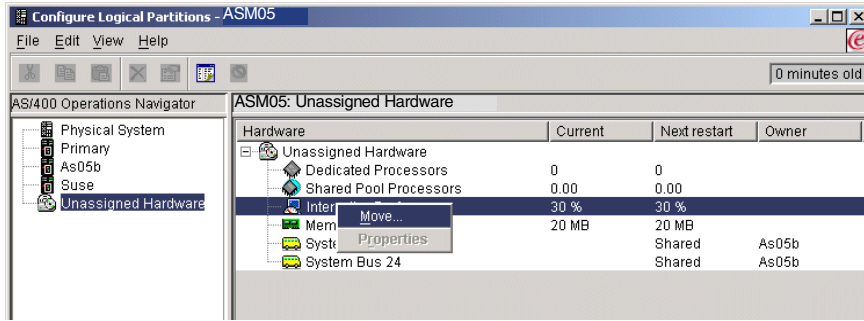 Configure Logical Partitions - ASM05
File Edit View Help
0 minutes old
AS/400 Operations Navigator
ASM05: Unassigned Hardware
Physical System
Primary
As05b
Suse
Unassigned Hardware
Hardware Current Next restart Owner
Unassigned Hardware
Dedicated Processors 0 0
Shared Pool Processors 0.00 0.00
30 % 30 %
Move...
20 MB 20 MB
Properties
Shared As05b
System Bus 24 Shared As05b